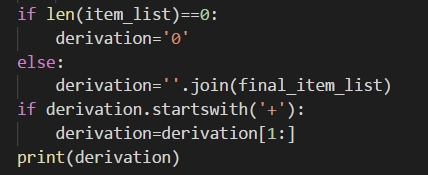 if len(item_list)==0:
    derivation='0'
else:
    derivation=''.join(final_item_list)
if derivation.startswith('+'):
    derivation=derivation[1:]
print(derivation)